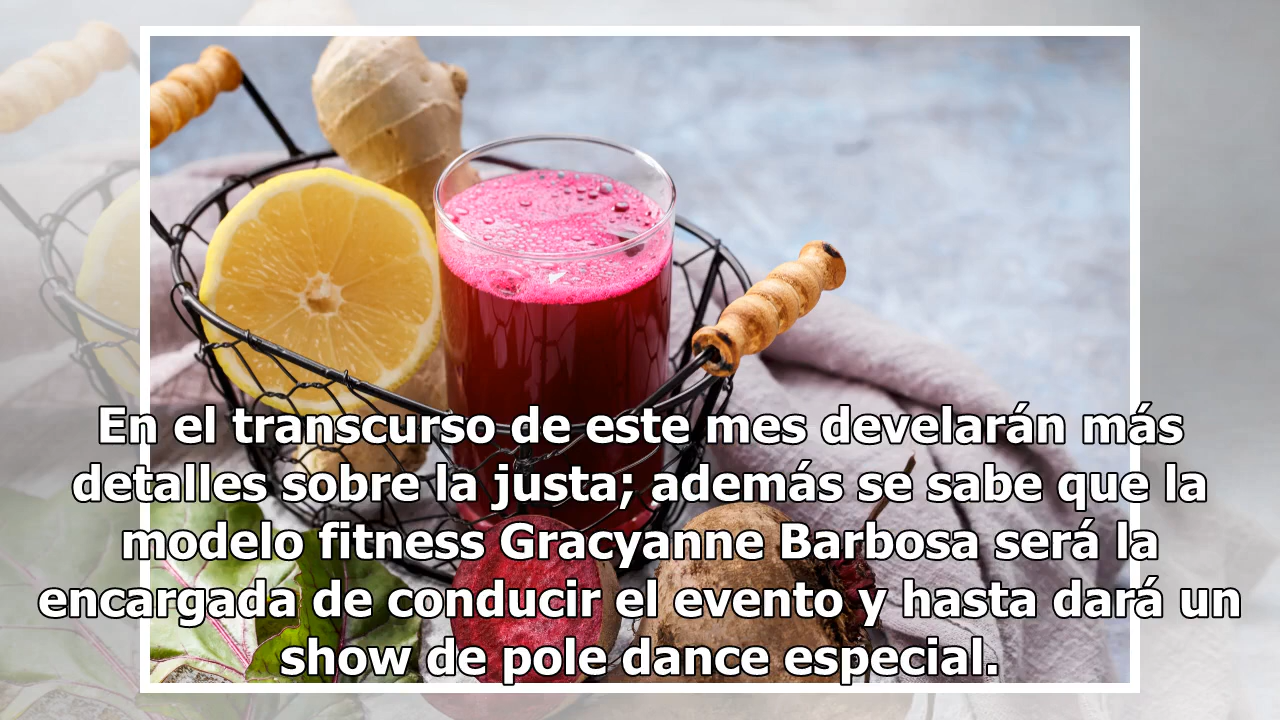 En el transcurso de este mes develarán más
detalles sobre la justa; además se sabe que la
modelo fitness Gracyanne Barbosa será la
encargada de conducir el evento y hasta dará un
show de pole dance especial.